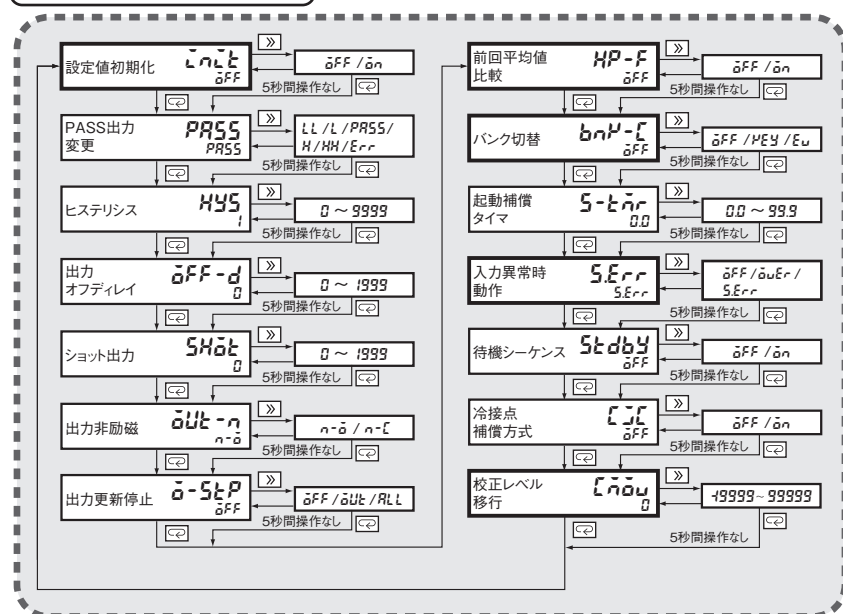 設定値初期化
init
oFF
≫
oFF / on
5秒間操作なし
PASS出力
変更
PASS
PASS
≫
LL / L / PASS /
H / HH / Err
5秒間操作なし
ヒステリシス
HYS
1
≫
0 ～ 9999
5秒間操作なし
出力
オフディレイ
oFF-d
0
≫
0 ～ 1999
5秒間操作なし
ショット出力
SHot
0
≫
0 ～ 1999
5秒間操作なし
出力非励磁
oUt-n
n-o
≫
n-o / n-C
5秒間操作なし
出力更新停止
o-StP
oFF
≫
oFF / oUt / ALL
5秒間操作なし
前回平均値
比較
HP-F
oFF
≫
oFF / on
5秒間操作なし
バンク切替
bnK-C
oFF
≫
oFF / KEY / Ev
5秒間操作なし
起動補償
タイマ
S-tmr
0.0
≫
0.0 ～ 99.9
5秒間操作なし
入力異常時
動作
S.Err
S.Err
≫
oFF / ovEr /
S.Err
5秒間操作なし
待機シーケンス
StdbY
oFF
≫
oFF / on
5秒間操作なし
冷接点
補償方式
CJC
oFF
≫
oFF / on
5秒間操作なし
校正レベル
移行
Cmov
0
≫
-19999～99999
5秒間操作なし